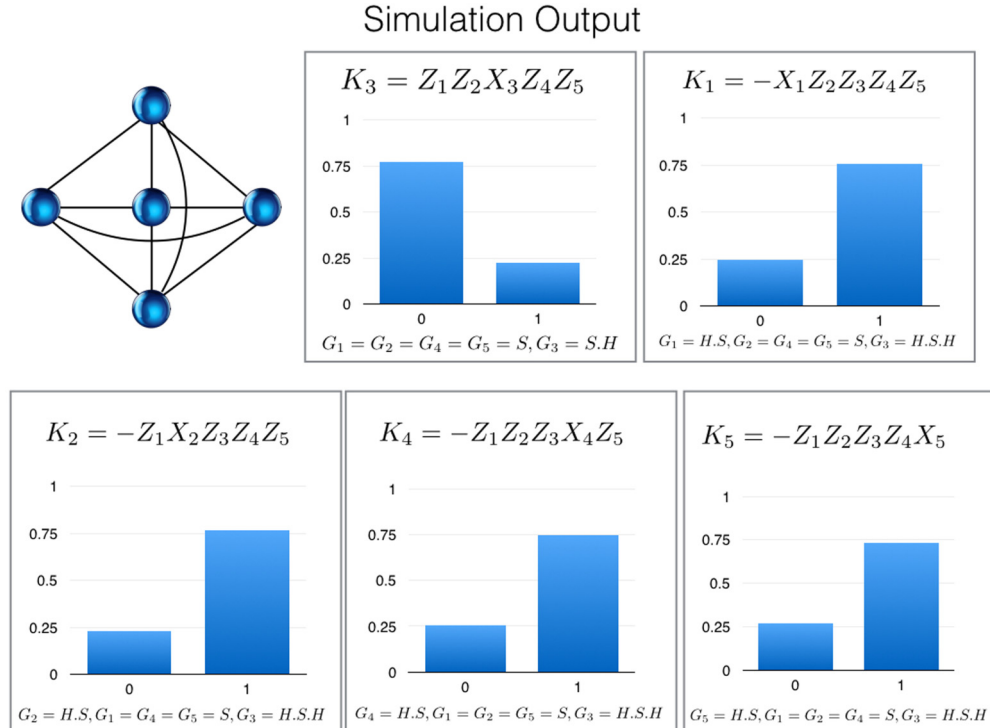 Simulation Output
K₃ = Z₁Z₂X₃Z₄Z₅
1
0.75
0.5
0.25
0
0 1
G₁ = G₂ = G₄ = G₅ = S, G₃ = S.H
K₁ = −X₁Z₂Z₃Z₄Z₅
1
0.75
0.5
0.25
0
0 1
G₁ = H.S, G₂ = G₄ = G₅ = S, G₃ = H.S.H
K₂ = −Z₁X₂Z₃Z₄Z₅
1
0.75
0.5
0.25
0
0 1
G₂ = H.S, G₁ = G₄ = G₅ = S, G₃ = H.S.H
K₄ = −Z₁Z₂Z₃X₄Z₅
1
0.75
0.5
0.25
0
0 1
G₄ = H.S, G₁ = G₂ = G₅ = S, G₃ = H.S.H
K₅ = −Z₁Z₂Z₃Z₄X₅
1
0.75
0.5
0.25
0
0 1
G₅ = H.S, G₁ = G₂ = G₄ = S, G₃ = H.S.H